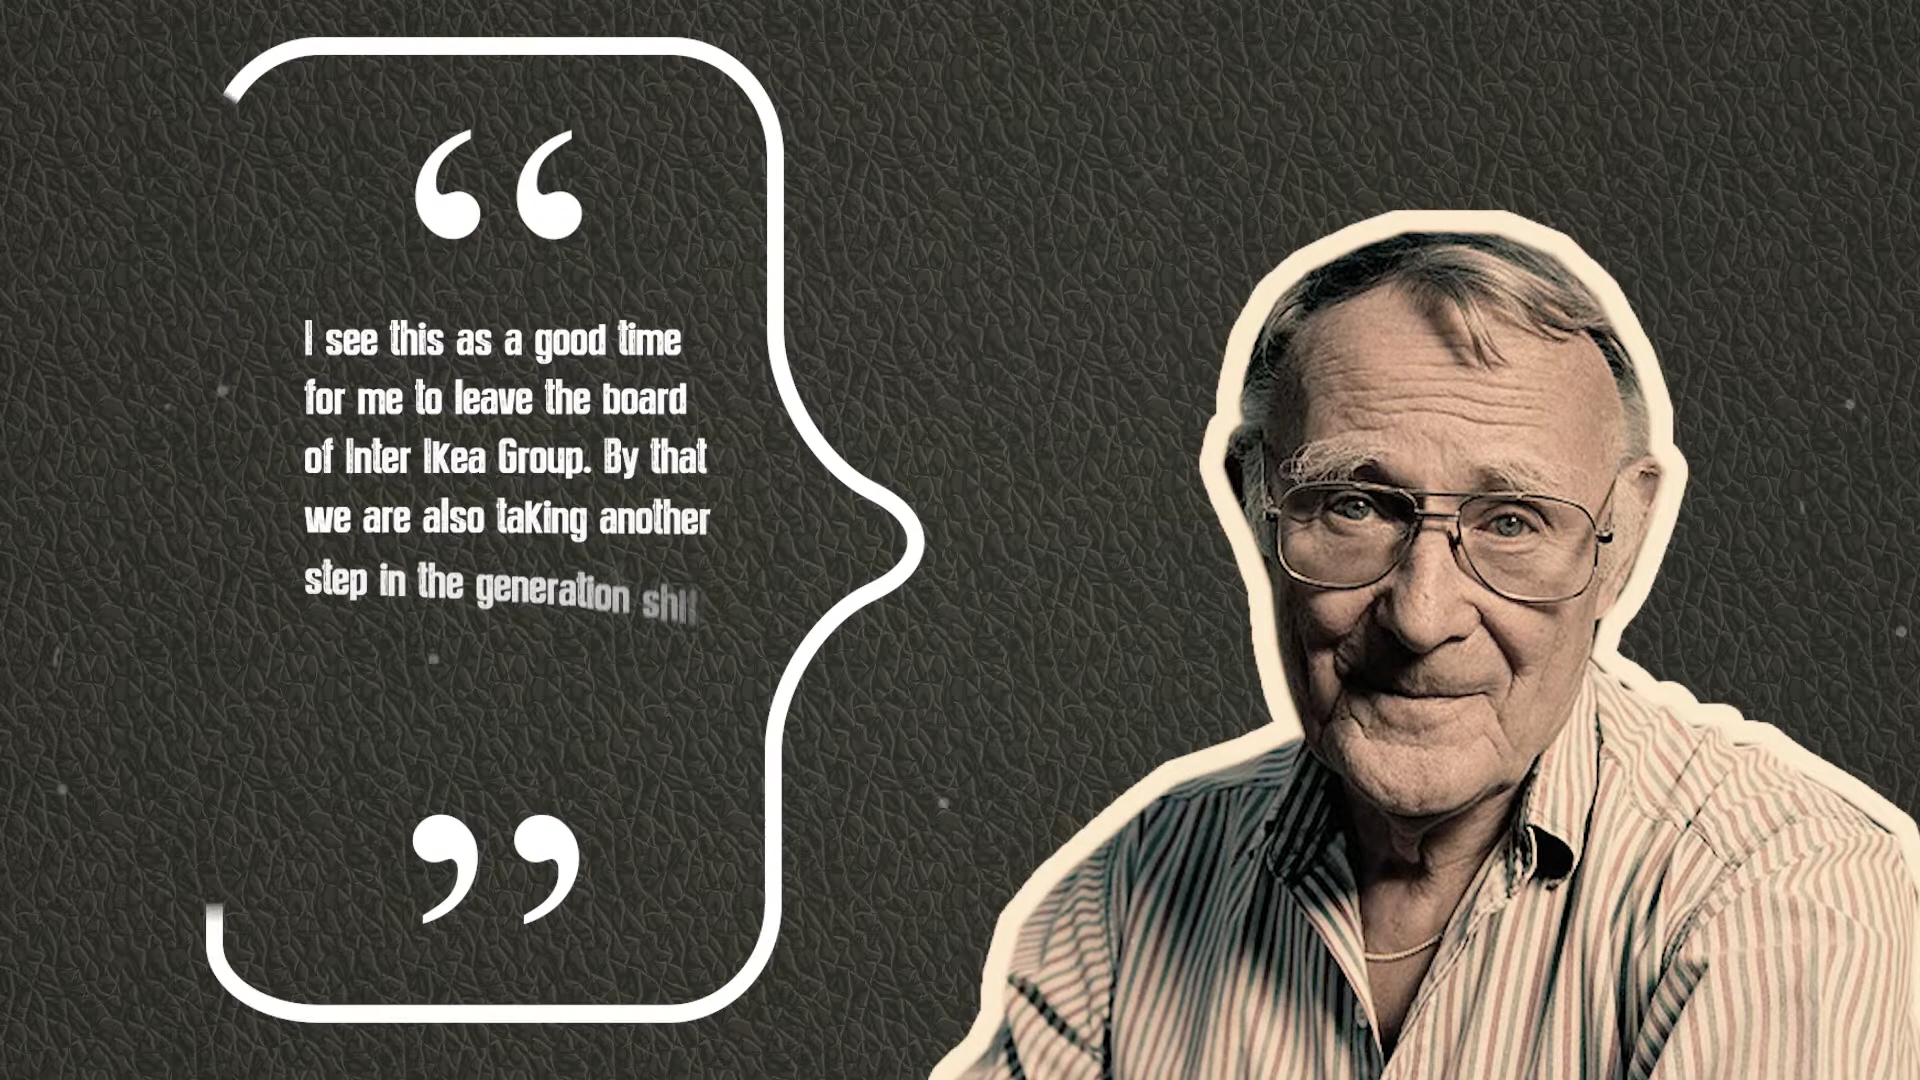 “
I see this as a good time
for me to leave the board
of Inter IKea Group. By that
we are also taKing another
step in the generation
”